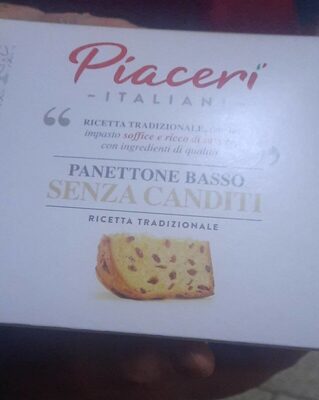 Piaceri
ITALIANI
“
RICETTA TRADIZIONALE,
impasto soffice e ricco di
con ingredienti di qualità
”
PANETTONE BASSO
SENZA CANDITI
RICETTA TRADIZIONALE